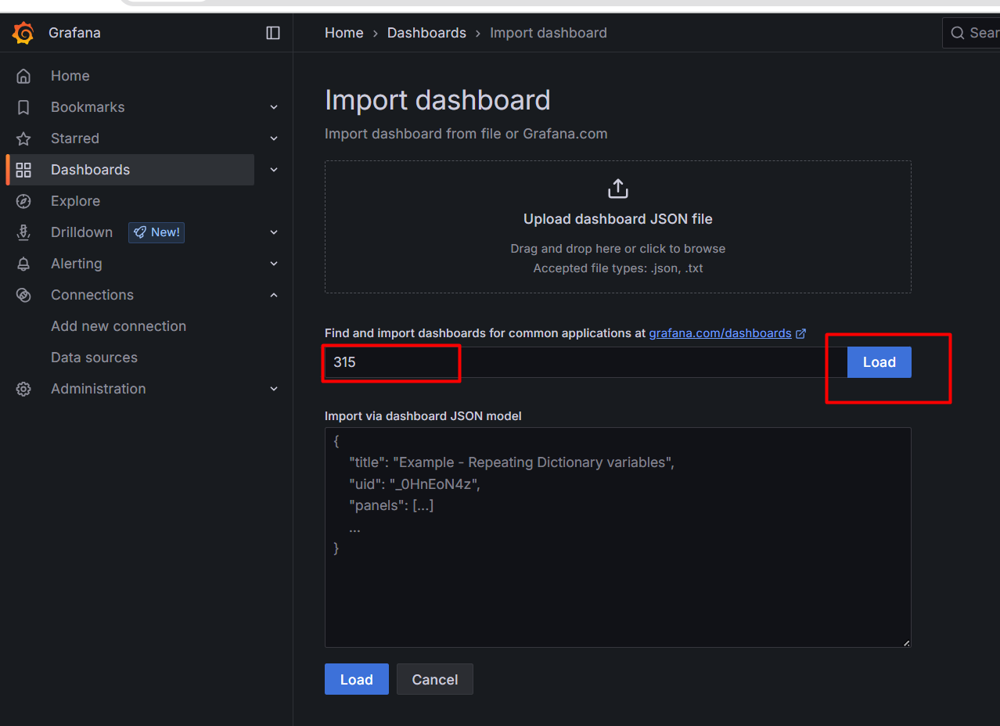 Grafana
Home › Dashboards › Import dashboard
Sear
Home
Bookmarks
Starred
Dashboards
Explore
Drilldown New!
Alerting
Connections
Add new connection
Data sources
Administration
Import dashboard
Import dashboard from file or Grafana.com
Upload dashboard JSON file
Drag and drop here or click to browse
Accepted file types: .json, .txt
Find and import dashboards for common applications at grafana.com/dashboards
315
Load
Import via dashboard JSON model
{
"title": "Example - Repeating Dictionary variables",
"uid": "_0HnEoN4z",
"panels": [...]
...
}
Load
Cancel